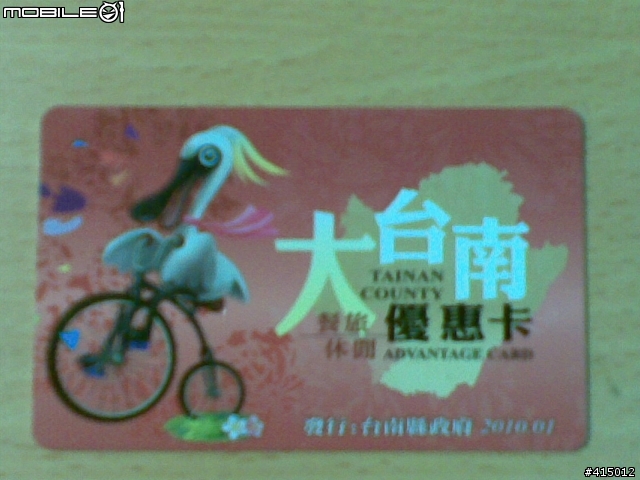 MOBILE01
大台南
TAINAN
COUNTY
餐旅
休閒
優惠卡
ADVANTAGE CARD
發行:台南縣政府 2010.01
#415012